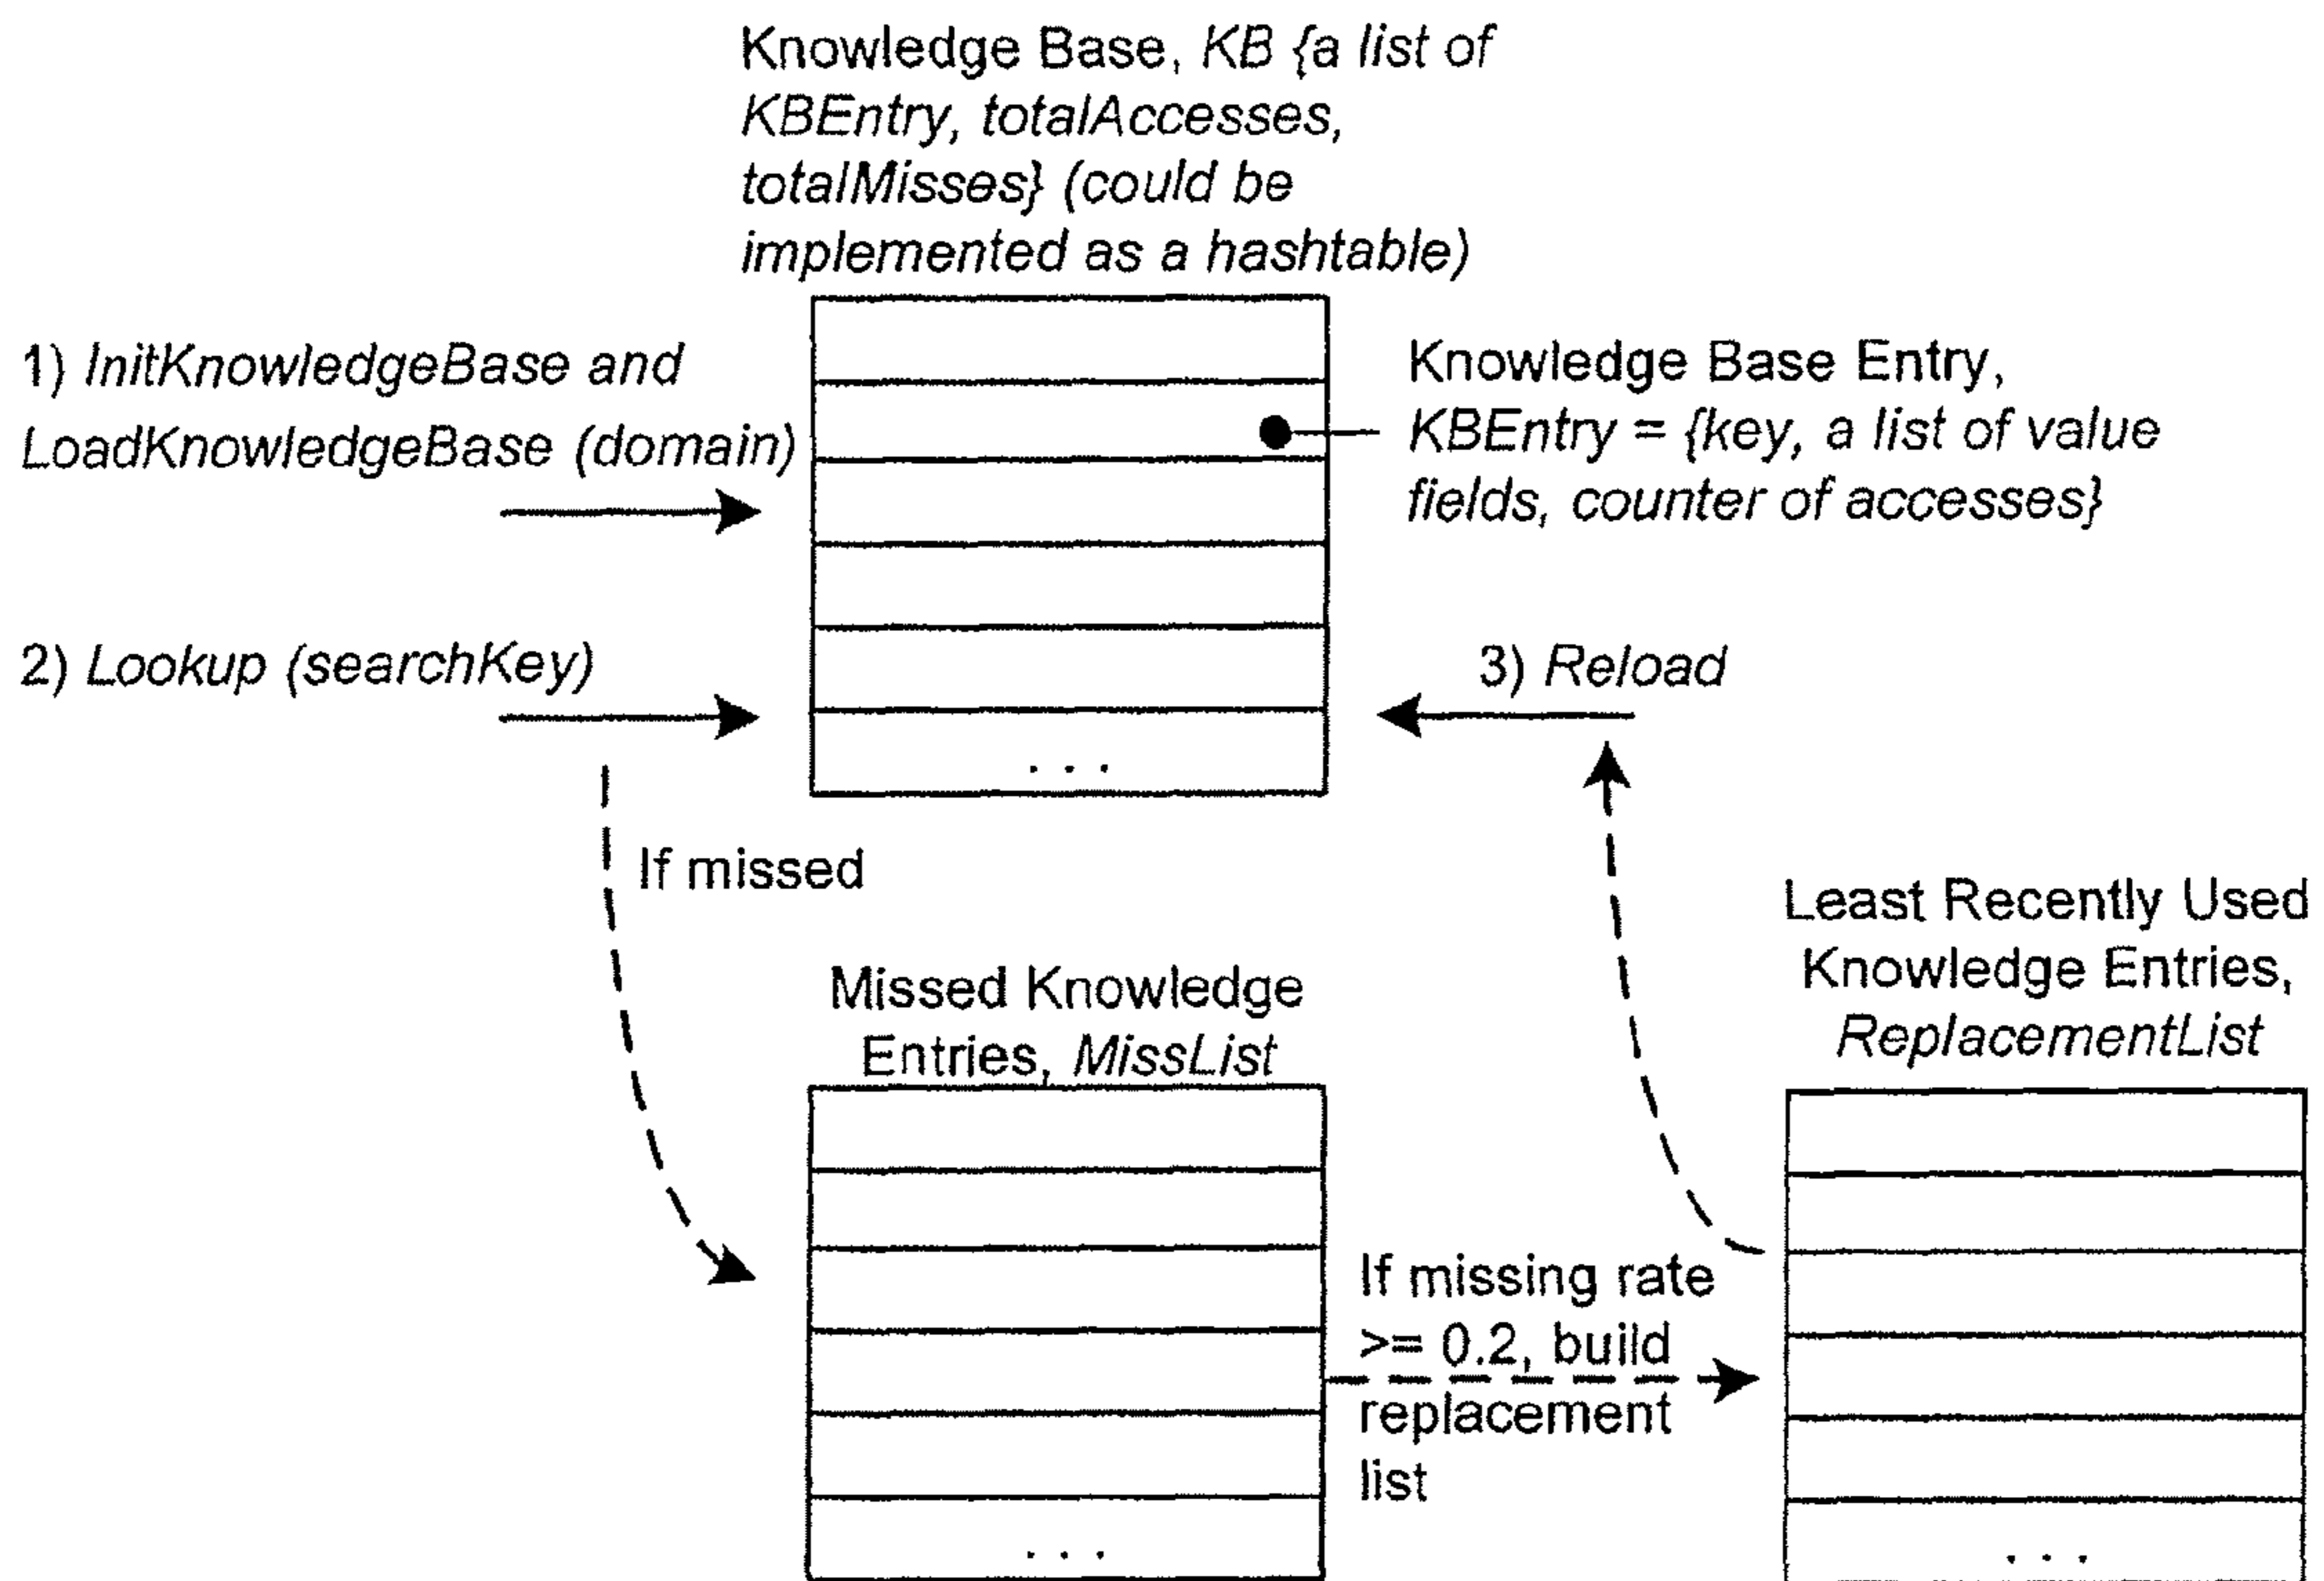 Knowledge Base, KB {a list of
KBEntry, totalAccesses,
totalMisses} (could be
implemented as a hashtable)
1) InitKnowledgeBase and
LoadKnowledgeBase (domain)
Knowledge Base Entry,
KBEntry = {key, a list of value
fields, counter of accesses}
2) Lookup (searchKey)
3) Reload
. . .
If missed
Missed Knowledge
Entries, MissList
Least Recently Used
Knowledge Entries,
ReplacementList
If missing rate
>= 0.2, build
replacement
list
. . .
. . .